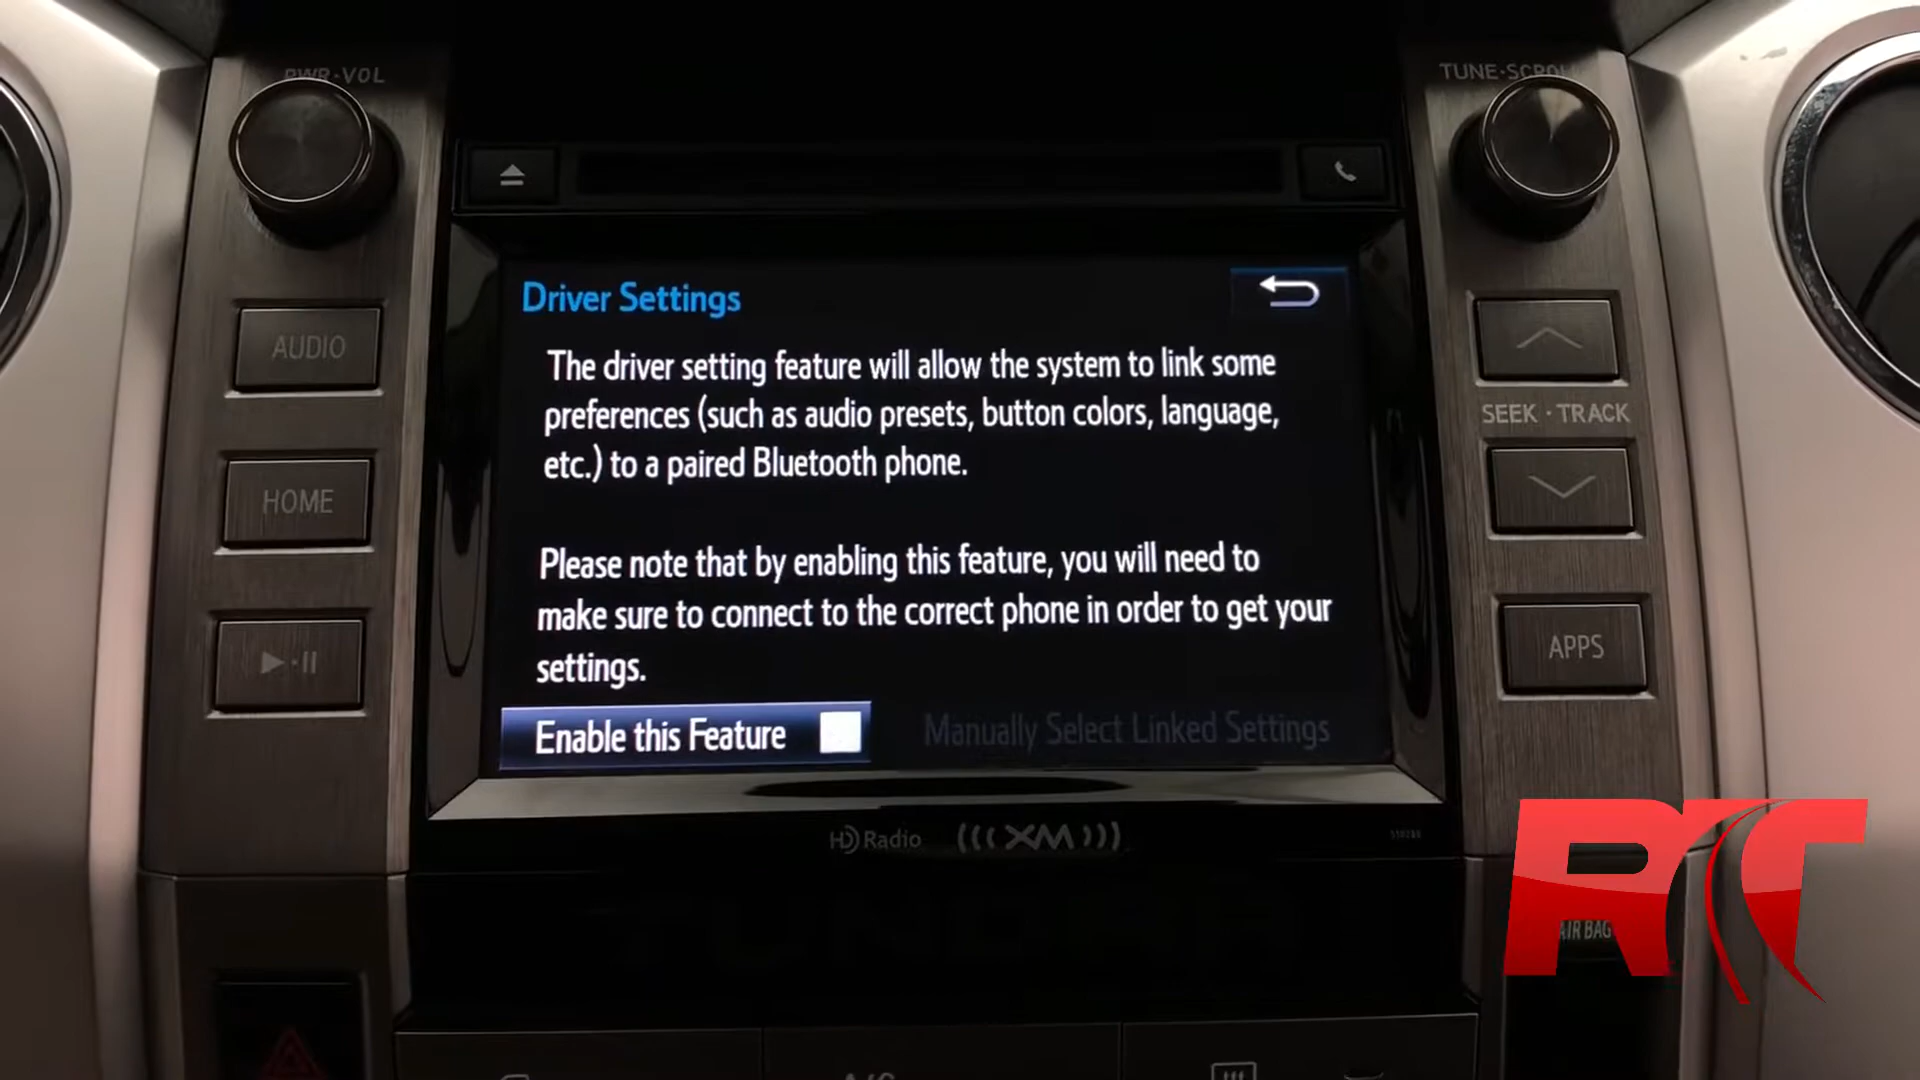 PWR·VOL
TUNE·SCROLL
Driver Settings
AUDIO
The driver setting feature will allow the system to link some
preferences (such as audio presets, button colors, language,
etc.) to a paired Bluetooth phone.
SEEK · TRACK
HOME
Please note that by enabling this feature, you will need to
make sure to connect to the correct phone in order to get your
settings.
APPS
Enable this Feature
Manually Select Linked Settings
HD Radio
(((XM)))
RT
AIR BAG
A/C